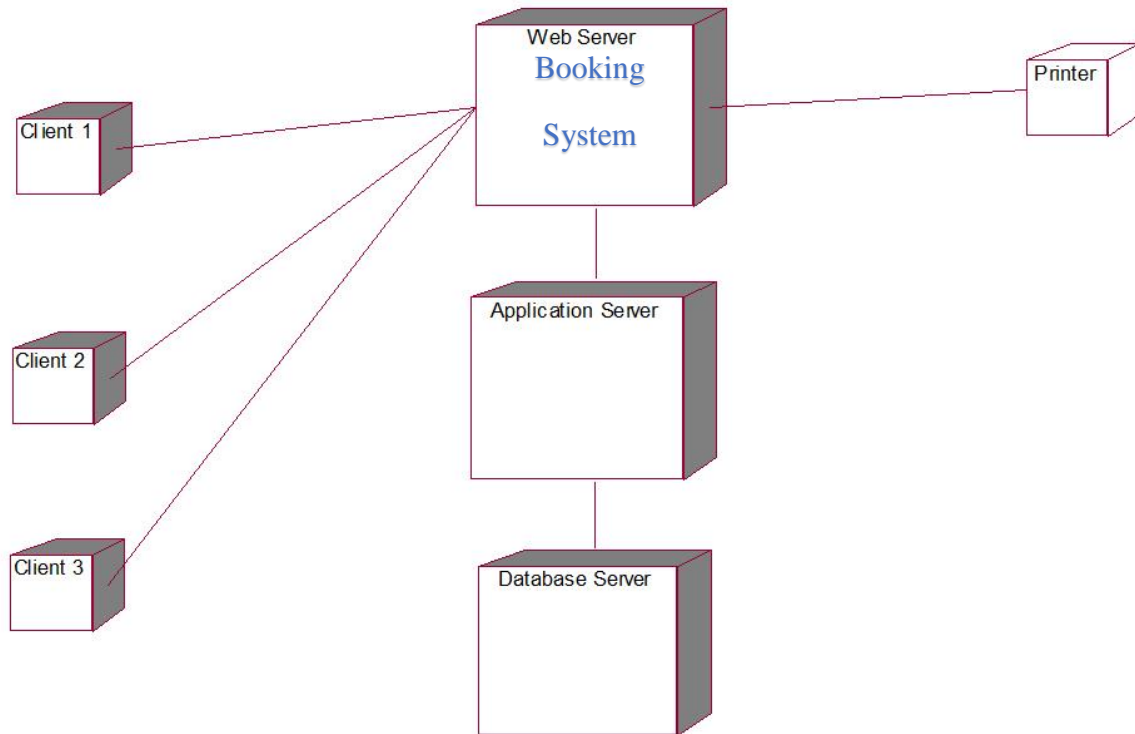 Web Server
Booking
System
Printer
Client 1
Application Server
Client 2
Client 3
Database Server